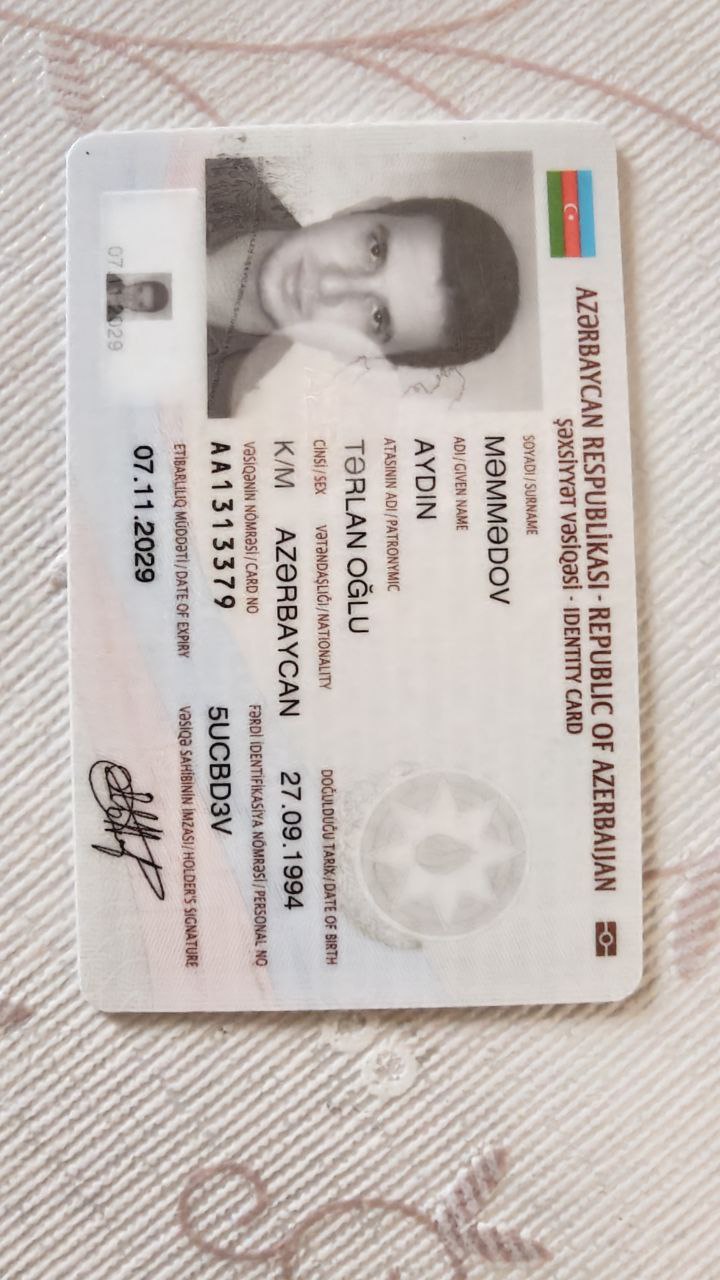 AZƏRBAYCAN RESPUBLİKASI - REPUBLIC OF AZERBAIJAN
ŞƏXSİYYƏT VƏSİQƏSİ - IDENTITY CARD
SOYADI / SURNAME
MƏMMƏDOV
ADI / GIVEN NAME
AYDIN
ATASININ ADI / PATRONYMIC
TƏRLAN OĞLU
CİNSİ / SEX VƏTƏNDAŞLIĞI / NATIONALITY DOĞULDUĞU TARİX / DATE OF BIRTH
K/M AZƏRBAYCAN 27.09.1994
VƏSİQƏNİN NÖMRƏSİ / CARD NO FƏRDİ İDENTİFİKASİYA NÖMRƏSİ / PERSONAL NO
AA1313379 5UCBD3V
ETİBARLILIQ MÜDDƏTİ / DATE OF EXPIRY VƏSİQƏ SAHİBİNİN İMZASI / HOLDER'S SIGNATURE
07.11.2029
07.11.2029